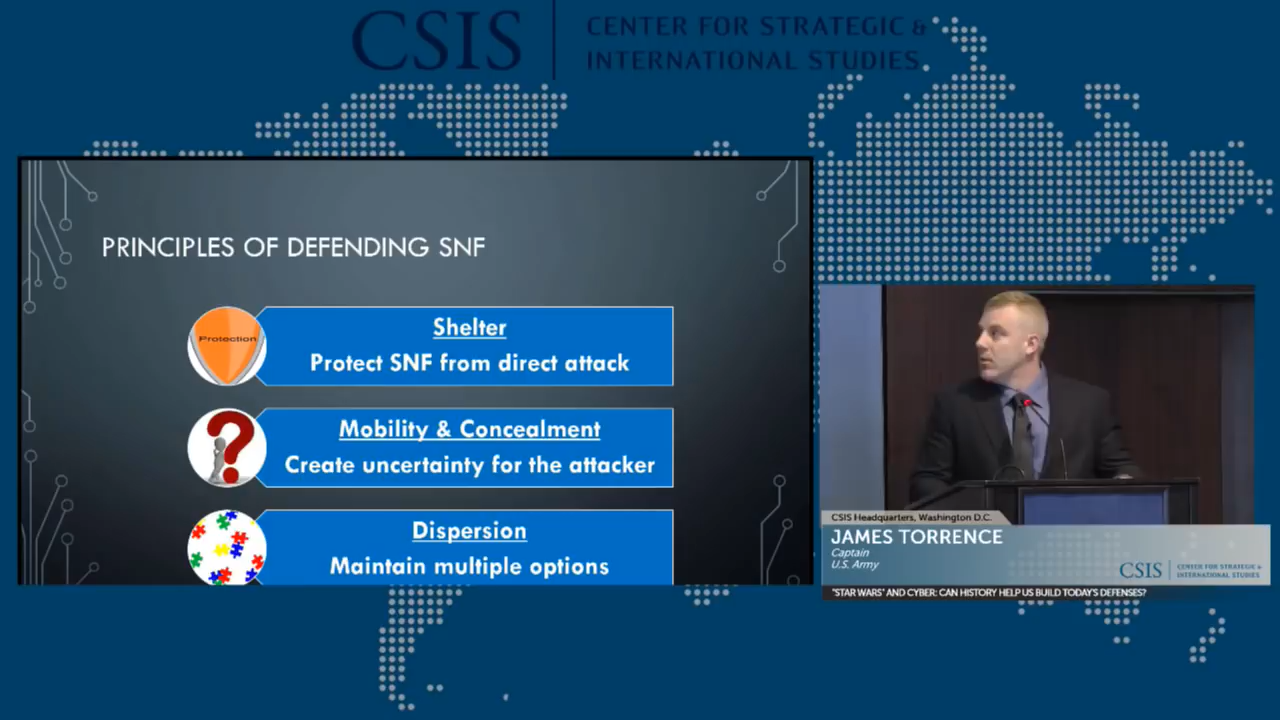 CSIS
CENTER FOR STRATEGIC &
INTERNATIONAL STUDIES
PRINCIPLES OF DEFENDING SNF
Protection
Shelter
Protect SNF from direct attack
Mobility & Concealment
Create uncertainty for the attacker
Dispersion
Maintain multiple options
CSIS Headquarters, Washington D.C.
JAMES TORRENCE
Captain
U.S. Army
CSIS
CENTER FOR STRATEGIC &
INTERNATIONAL STUDIES
"STAR WARS" AND CYBER: CAN HISTORY HELP US BUILD TODAY'S DEFENSES?